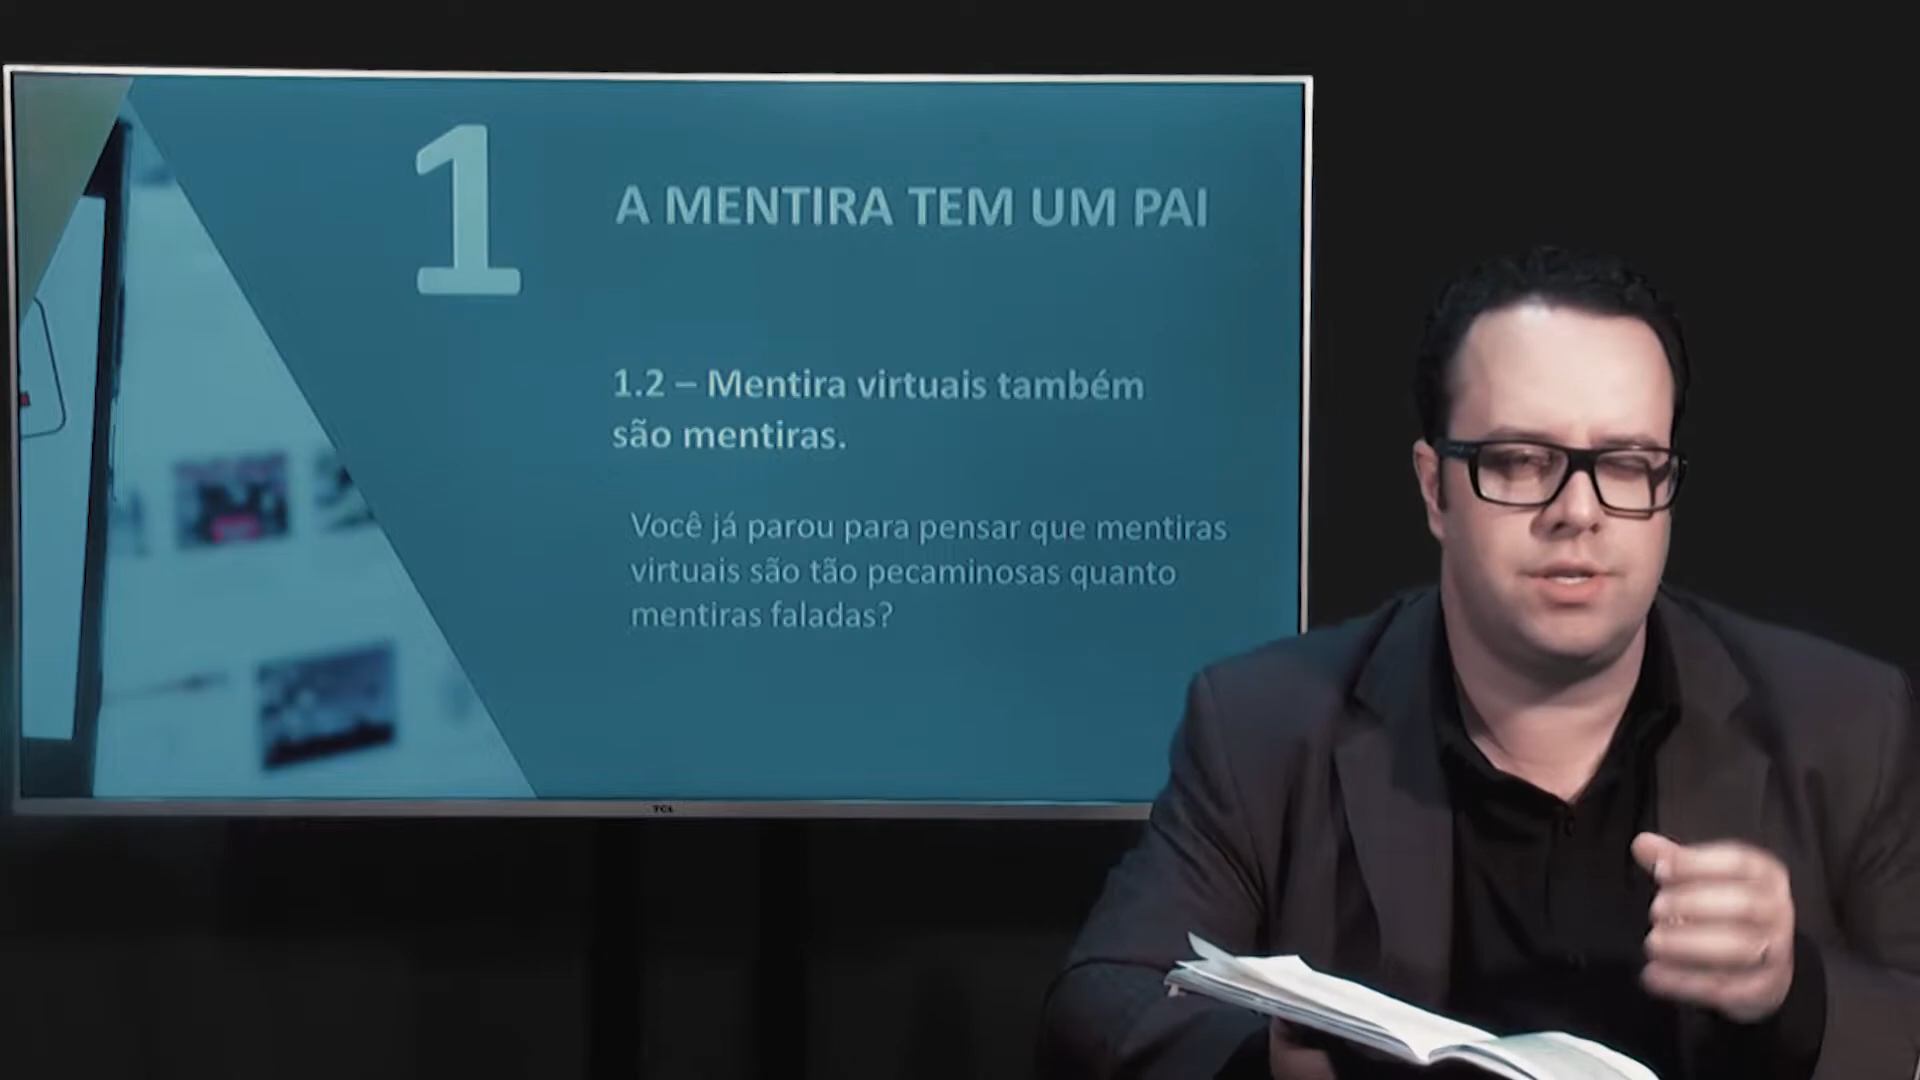 1
A MENTIRA TEM UM PAI
1.2 – Mentira virtuais também
são mentiras.
Você já parou para pensar que mentiras
virtuais são tão pecaminosas quanto
mentiras faladas?
TCL